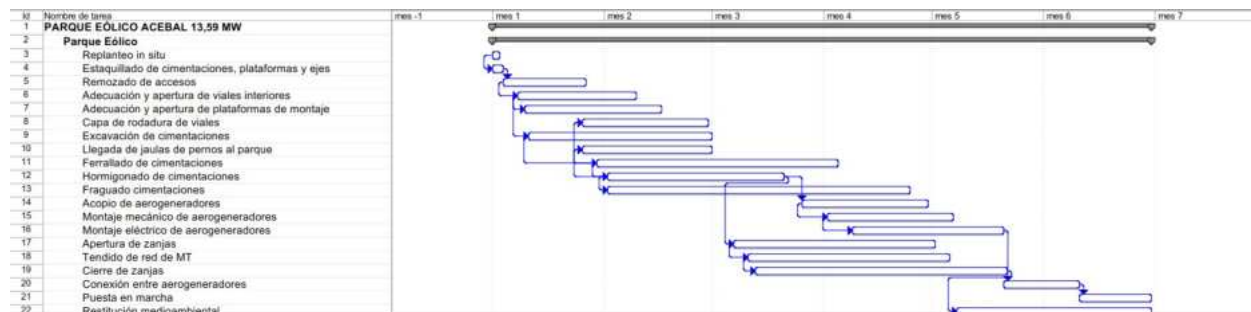 Id Nombre de tarea mes -1 mes 1 mes 2 mes 3 mes 4 mes 5 mes 6 mes 7
1 PARQUE EÓLICO ACEBAL 13,59 MW
2 Parque Eólico
3 Replanteo in situ
4 Estaquillado de cimentaciones, plataformas y ejes
5 Remozado de accesos
6 Adecuación y apertura de viales interiores
7 Adecuación y apertura de plataformas de montaje
8 Capa de rodadura de viales
9 Excavación de cimentaciones
10 Llegada de jaulas de pernos al parque
11 Ferrallado de cimentaciones
12 Hormigonado de cimentaciones
13 Fraguado cimentaciones
14 Acopio de aerogeneradores
15 Montaje mecánico de aerogeneradores
16 Montaje eléctrico de aerogeneradores
17 Apertura de zanjas
18 Tendido de red de MT
19 Cierre de zanjas
20 Conexión entre aerogeneradores
21 Puesta en marcha
22 Restitución medioambiental